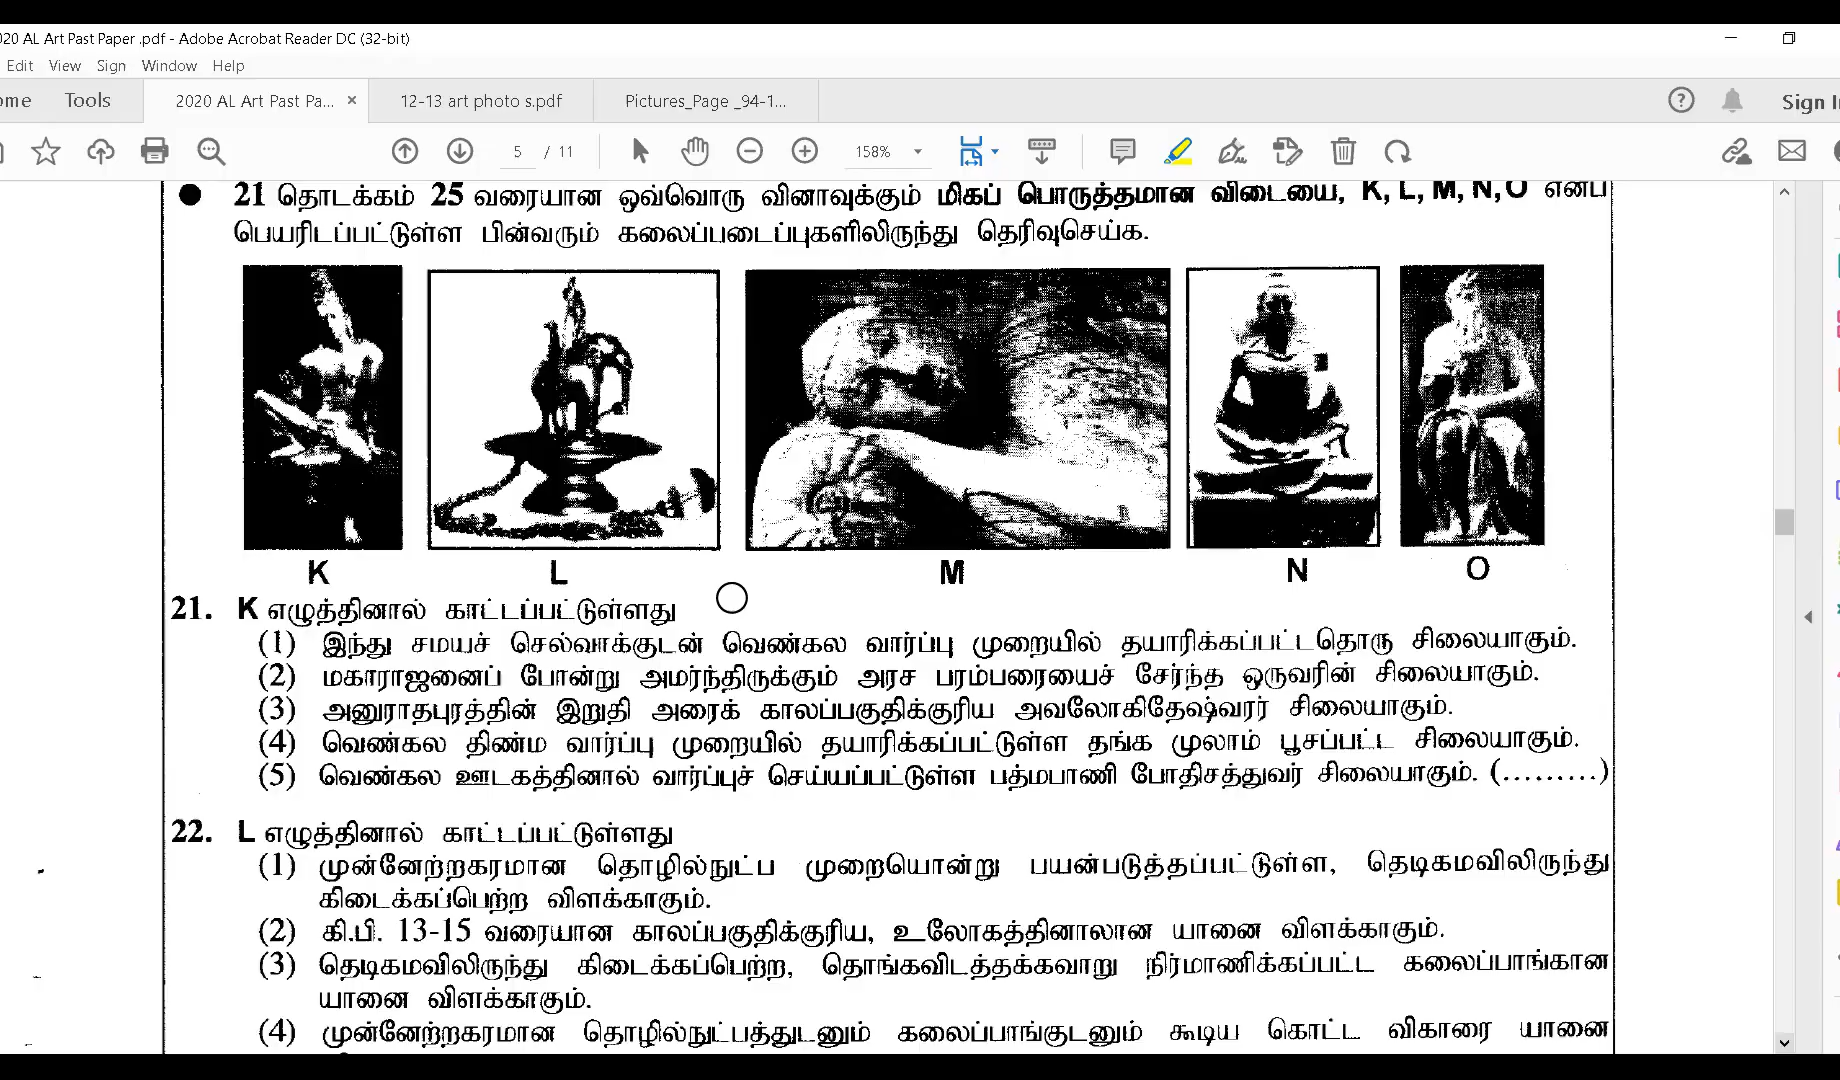 020 AL Art Past Paper .pdf - Adobe Acrobat Reader DC (32-bit)
Edit View Sign Window Help
ome Tools 2020 AL Art Past Pa... × 12-13 art photo s.pdf Pictures_Page _94-1... Sign I
5 / 11 158%
● 21 தொடக்கம் 25 வரையான ஒவ்வொரு வினாவுக்கும் மிகப் பொருத்தமான விடையை, K, L, M, N, O எனப்
பெயரிடப்பட்டுள்ள பின்வரும் கலைப்படைப்புகளிலிருந்து தெரிவுசெய்க.
K L M N O
21. K எழுத்தினால் காட்டப்பட்டுள்ளது
(1) இந்து சமயச் செல்வாக்குடன் வெண்கல வார்ப்பு முறையில் தயாரிக்கப்பட்டதொரு சிலையாகும்.
(2) மகாராஜனைப் போன்று அமர்ந்திருக்கும் அரச பரம்பரையைச் சேர்ந்த ஒருவரின் சிலையாகும்.
(3) அனுராதபுரத்தின் இறுதி அரைக் காலப்பகுதிக்குரிய அவலோகிதேஷ்வரர் சிலையாகும்.
(4) வெண்கல திண்ம வார்ப்பு முறையில் தயாரிக்கப்பட்டுள்ள தங்க முலாம் பூசப்பட்ட சிலையாகும்.
(5) வெண்கல ஊடகத்தினால் வார்ப்புச் செய்யப்பட்டுள்ள பத்மபாணி போதிசத்துவர் சிலையாகும். (.........)
22. L எழுத்தினால் காட்டப்பட்டுள்ளது
(1) முன்னேற்றகரமான தொழில்நுட்ப முறையொன்று பயன்படுத்தப்பட்டுள்ள, தெடிகமவிலிருந்து
கிடைக்கப்பெற்ற விளக்காகும்.
(2) கி.பி. 13-15 வரையான காலப்பகுதிக்குரிய, உலோகத்தினாலான யானை விளக்காகும்.
(3) தெடிகமவிலிருந்து கிடைக்கப்பெற்ற, தொங்கவிடத்தக்கவாறு நிர்மாணிக்கப்பட்ட கலைப்பாங்கான
யானை விளக்காகும்.
(4) முன்னேற்றகரமான தொழில்நுட்பத்துடனும் கலைப்பாங்குடனும் கூடிய கொட்ட விகாரை யானை